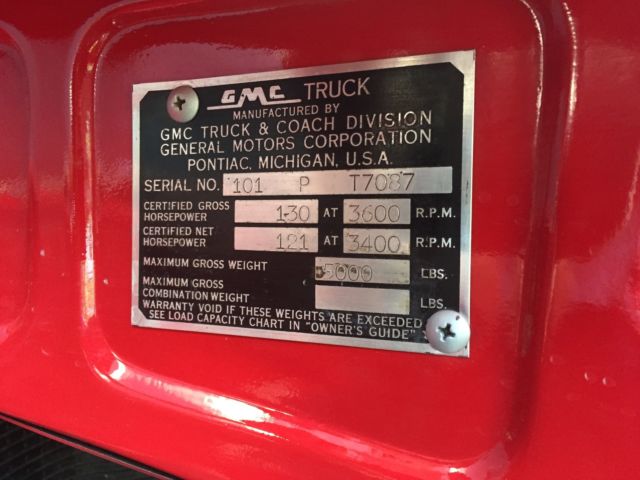 GMC TRUCK
MANUFACTURED BY
GMC TRUCK & COACH DIVISION
GENERAL MOTORS CORPORATION
PONTIAC, MICHIGAN, U.S.A.
SERIAL NO. 101 P T7087
CERTIFIED GROSS HORSEPOWER 130 AT 3600 R.P.M.
CERTIFIED NET HORSEPOWER 121 AT 3400 R.P.M.
MAXIMUM GROSS WEIGHT 5000 LBS.
MAXIMUM GROSS COMBINATION WEIGHT LBS.
WARRANTY VOID IF THESE WEIGHTS ARE EXCEEDED
SEE LOAD CAPACITY CHART IN "OWNER'S GUIDE"